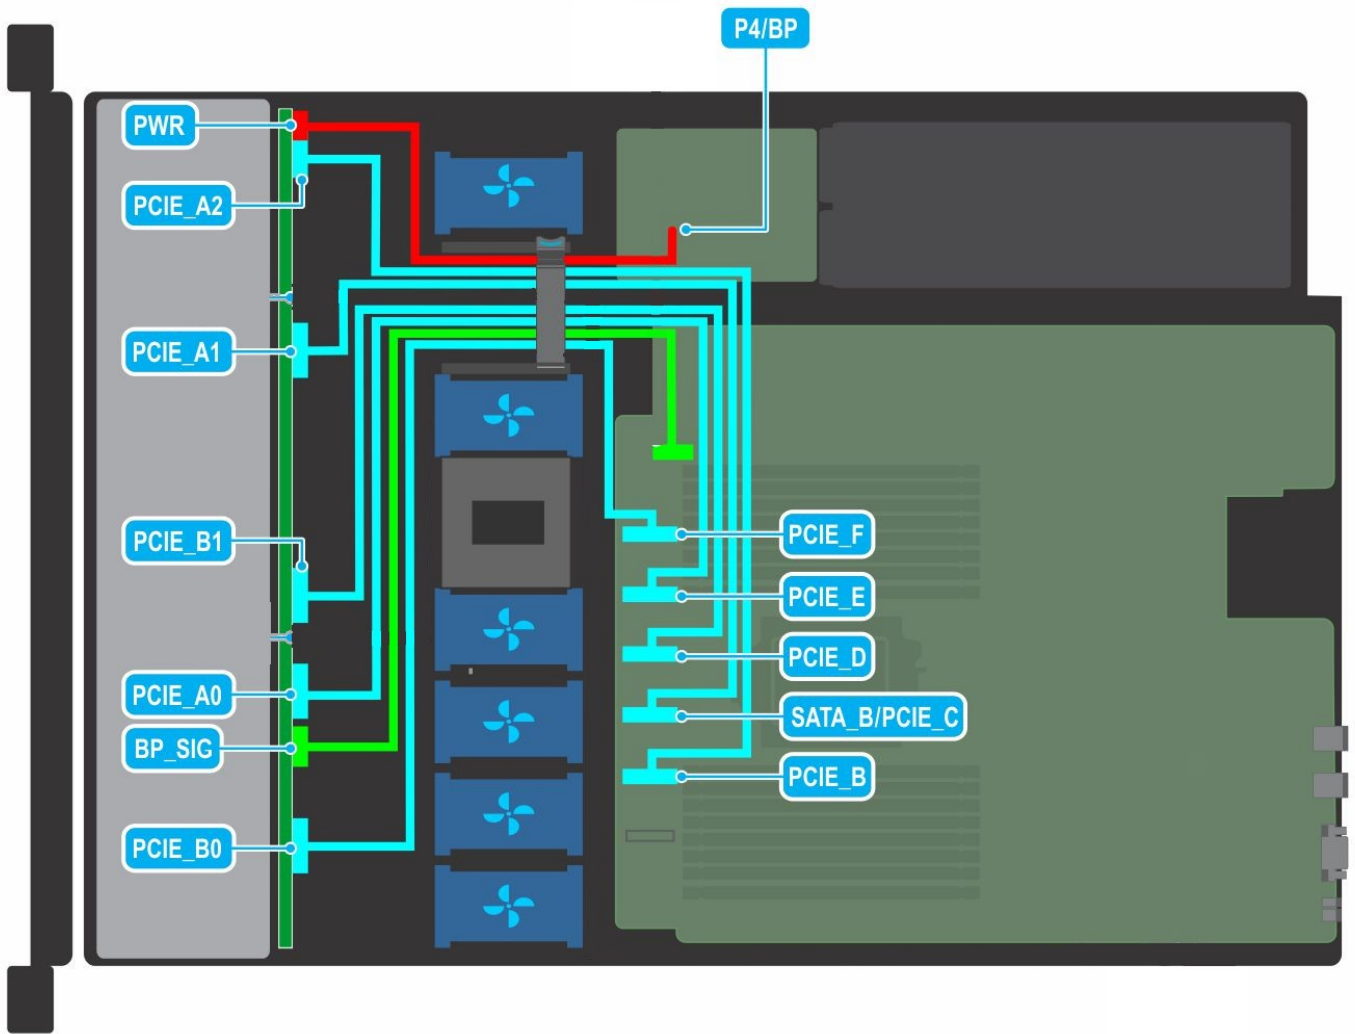 P4/BP
PWR
PCIE_A2
PCIE_A1
PCIE_B1
PCIE_A0
BP_SIG
PCIE_B0
PCIE_F
PCIE_E
PCIE_D
SATA_B/PCIE_C
PCIE_B